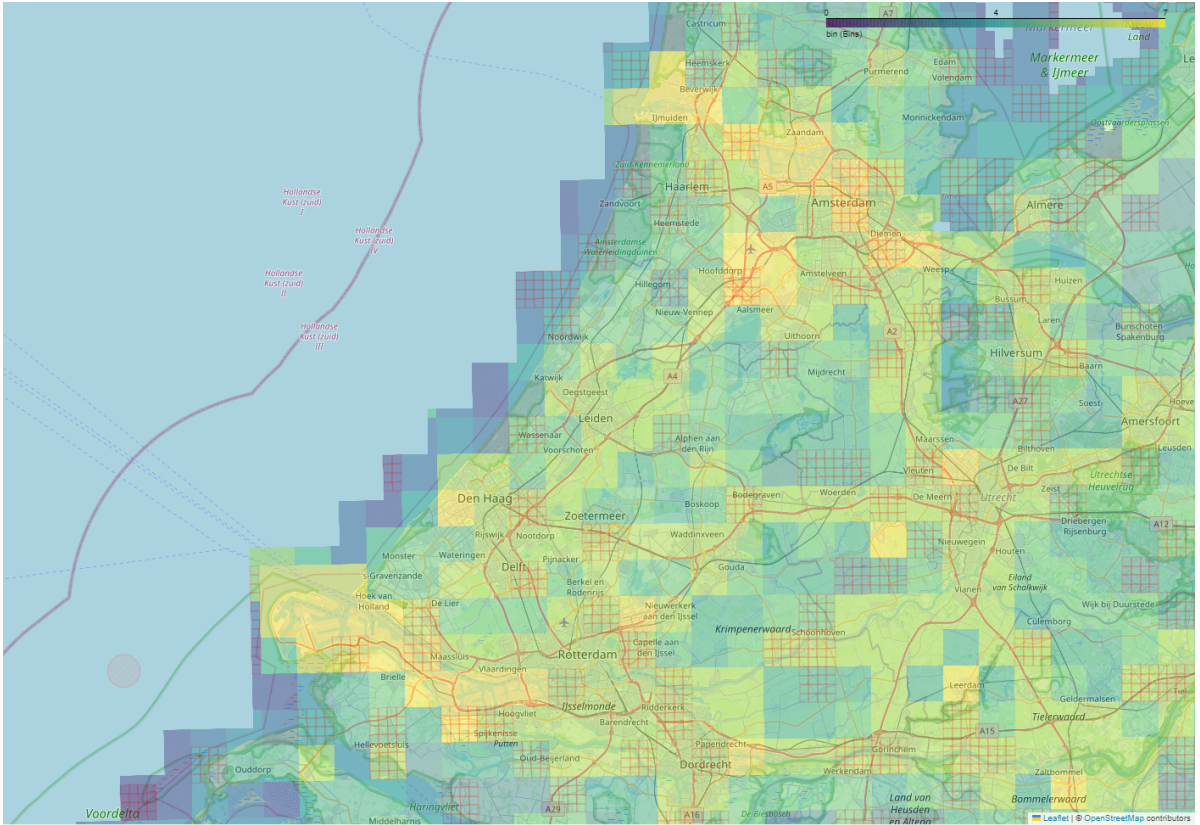 Castricum
A7
0
4
7
bin (Bins)
Markermeer
Land
Markermeer
& IJmeer
Le
Heemskerk
Purmerend
Edam
Volendam
Beverwijk
IJmuiden
Zaandam
Monnickendam
Oostvaardersplassen
Zuid-Kennemerland
Haarlem
A5
Hollandse
Kust (zuid)
I
Zandvoort
Amsterdam
Almere
Heemstede
Hollandse
Kust (zuid)
IV
Amsterdamse
Waterleidingduinen
Diemen
Hollandse
Kust (zuid)
II
Hoofddorp
Amstelveen
Weesp
Hillegom
Huizen
Bussum
Nieuw-Vennep
Aalsmeer
Hollandse
Kust (zuid)
III
Noordwijk
Uithoorn
A2
Laren
Bunschoten
Spakenburg
Hilversum
Katwijk
A4
Mijdrecht
Baarn
Oegstgeest
A27
Soest
Hoeve
Leiden
Amersfoort
Wassenaar
Voorschoten
Alphen aan
den Rijn
Maarssen
Bilthoven
Leusden
Vleuten
De Bilt
Utrechtse
Heuvelrug
Den Haag
Bodegraven
Woerden
De Meern
Utrecht
Zeist
Zoetermeer
Boskoop
Driebergen-
Rijsenburg
A12
Rijswijk
Nootdorp
Waddinxveen
Nieuwegein
Houten
Monster
Wateringen
Pijnacker
Delft
Gouda
's-Gravenzande
Berkel en
Rodenrijs
Eiland
van Schalkwijk
Hoek van
Holland
De Lier
Nieuwerkerk
aan den IJssel
Vianen
Wijk bij Duurstede
Culemborg
Krimpenerwaard
Schoonhoven
Capelle aan
den IJssel
Maassluis
Rotterdam
Vlaardingen
Brielle
Leerdam
Tiel
Geldermalsen
Hoogvliet
IJsselmonde
Ridderkerk
Barendrecht
Tielerwaard
Spijkenisse
Putten
A15
Hellevoetsluis
Papendrecht
Gorinchem
Oud-Beijerland
Dordrecht
Ouddorp
Werkendam
Zaltbommel
Voordelta
Haringvliet
Middelharnis
A29
A16
De Biesbosch
Land van
Heusden
en Altena
Bommelerwaard
Leaflet | © OpenStreetMap contributors